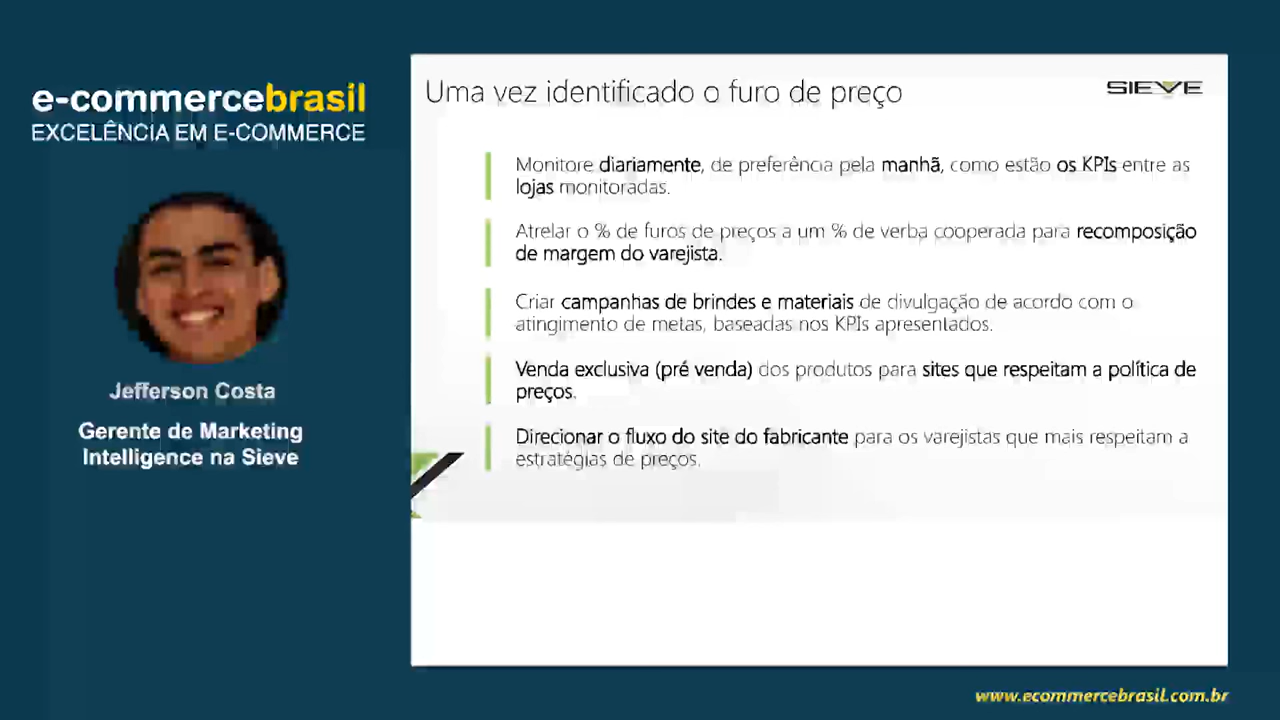 e-commercebrasil
EXCELÊNCIA EM E-COMMERCE
Jefferson Costa
Gerente de Marketing
Intelligence na Sieve
Uma vez identificado o furo de preço
SIEVE
Monitore diariamente, de preferência pela manhã, como estão os KPIs entre as
lojas monitoradas.
Atrelar o % de furos de preços a um % de verba cooperada para recomposição
de margem do varejista.
Criar campanhas de brindes e materiais de divulgação de acordo com o
atingimento de metas, baseadas nos KPIs apresentados.
Venda exclusiva (pré venda) dos produtos para sites que respeitam a política de
preços.
Direcionar o fluxo do site do fabricante para os varejistas que mais respeitam a
estratégias de preços.
www.ecommercebrasil.com.br